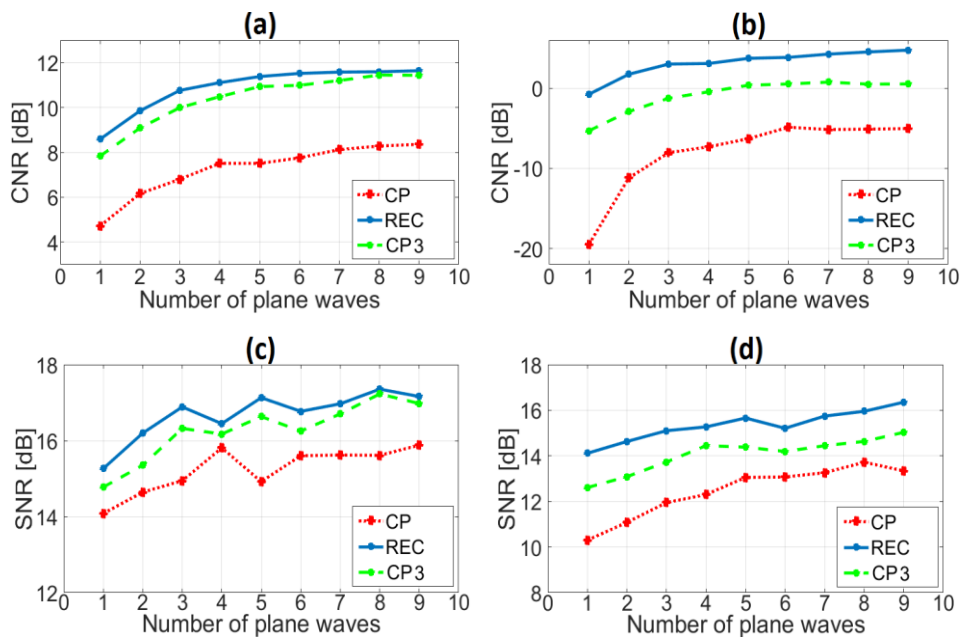 (a)
CNR [dB]
12
10
8
6
4
0 1 2 3 4 5 6 7 8 9 10
Number of plane waves
CP
REC
CP3
(b)
CNR [dB]
0
-10
-20
0 1 2 3 4 5 6 7 8 9 10
Number of plane waves
CP
REC
CP3
(c)
SNR [dB]
18
16
14
12
0 1 2 3 4 5 6 7 8 9 10
Number of plane waves
CP
REC
CP3
(d)
SNR [dB]
18
16
14
12
10
8
0 1 2 3 4 5 6 7 8 9 10
Number of plane waves
CP
REC
CP3